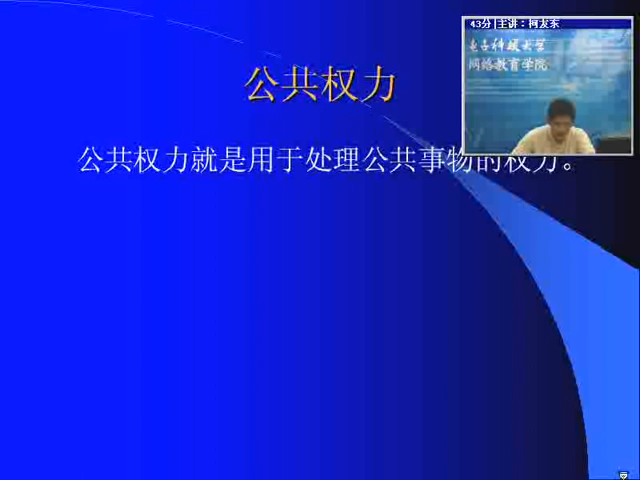 43分|主讲：柯友东
电子科技大学
网络教育学院
公共权力
公共权力就是用于处理公共事物的权力。